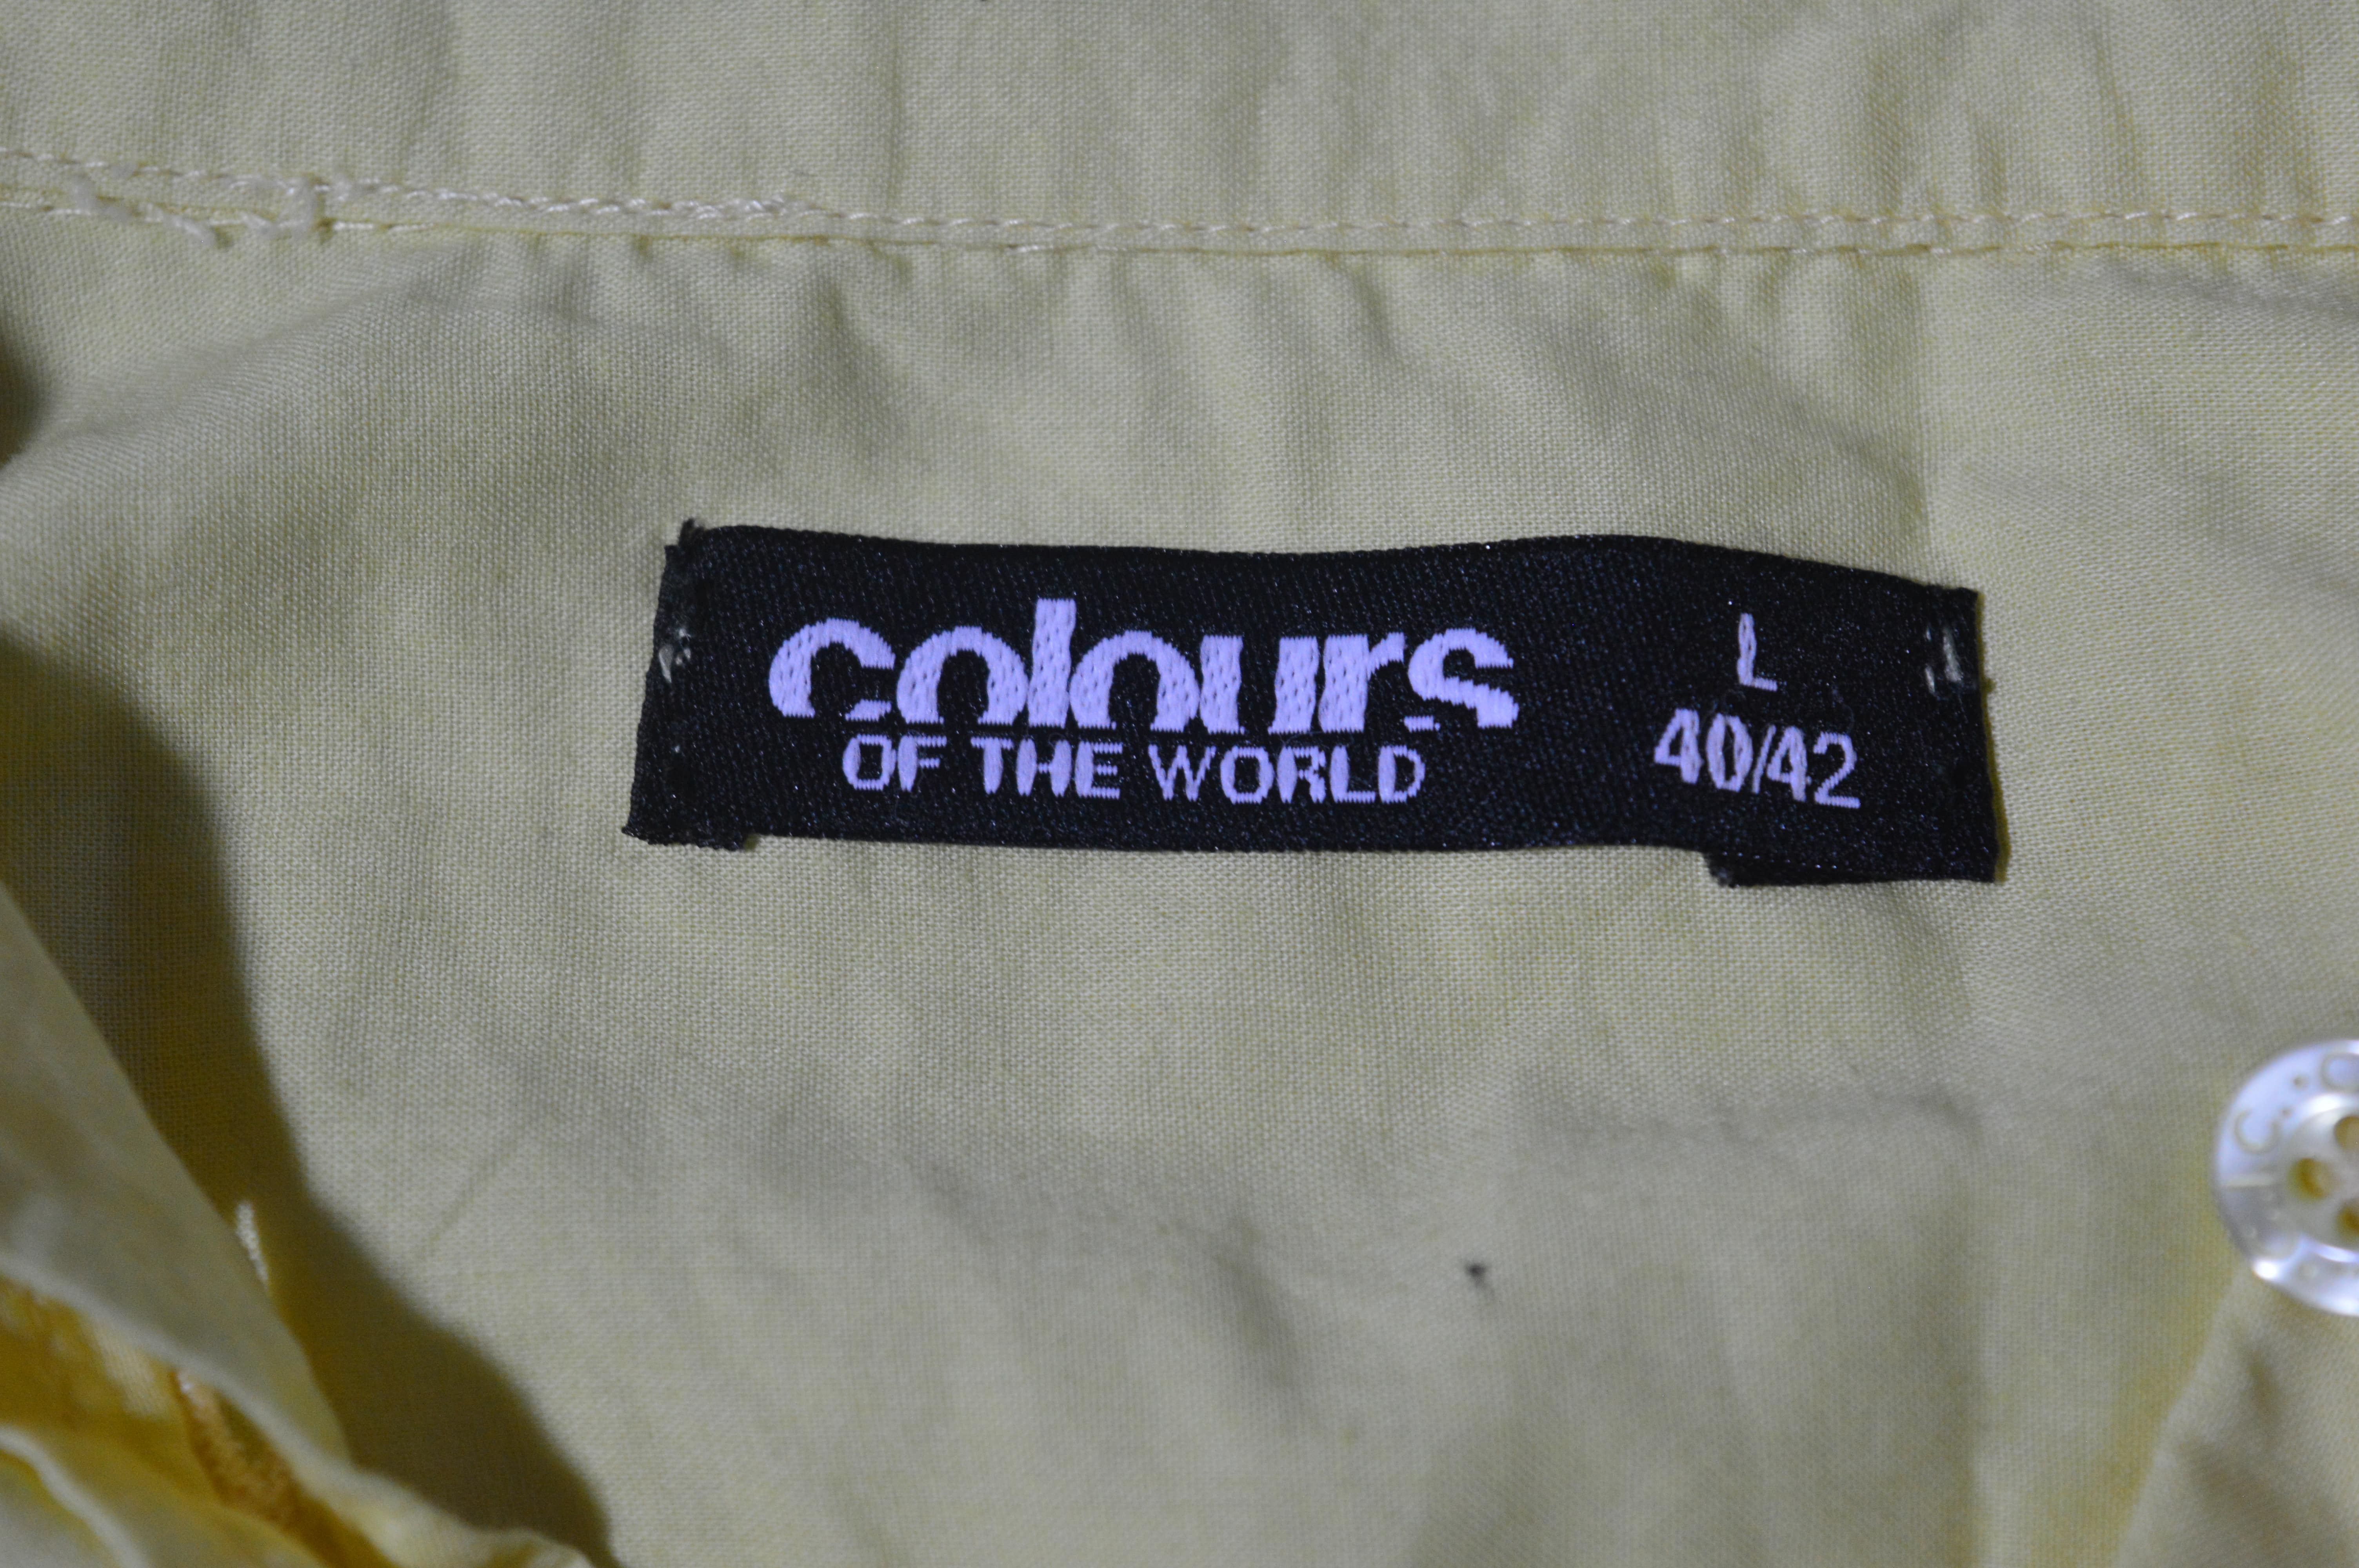 colours
OF THE WORLD
L
40/42